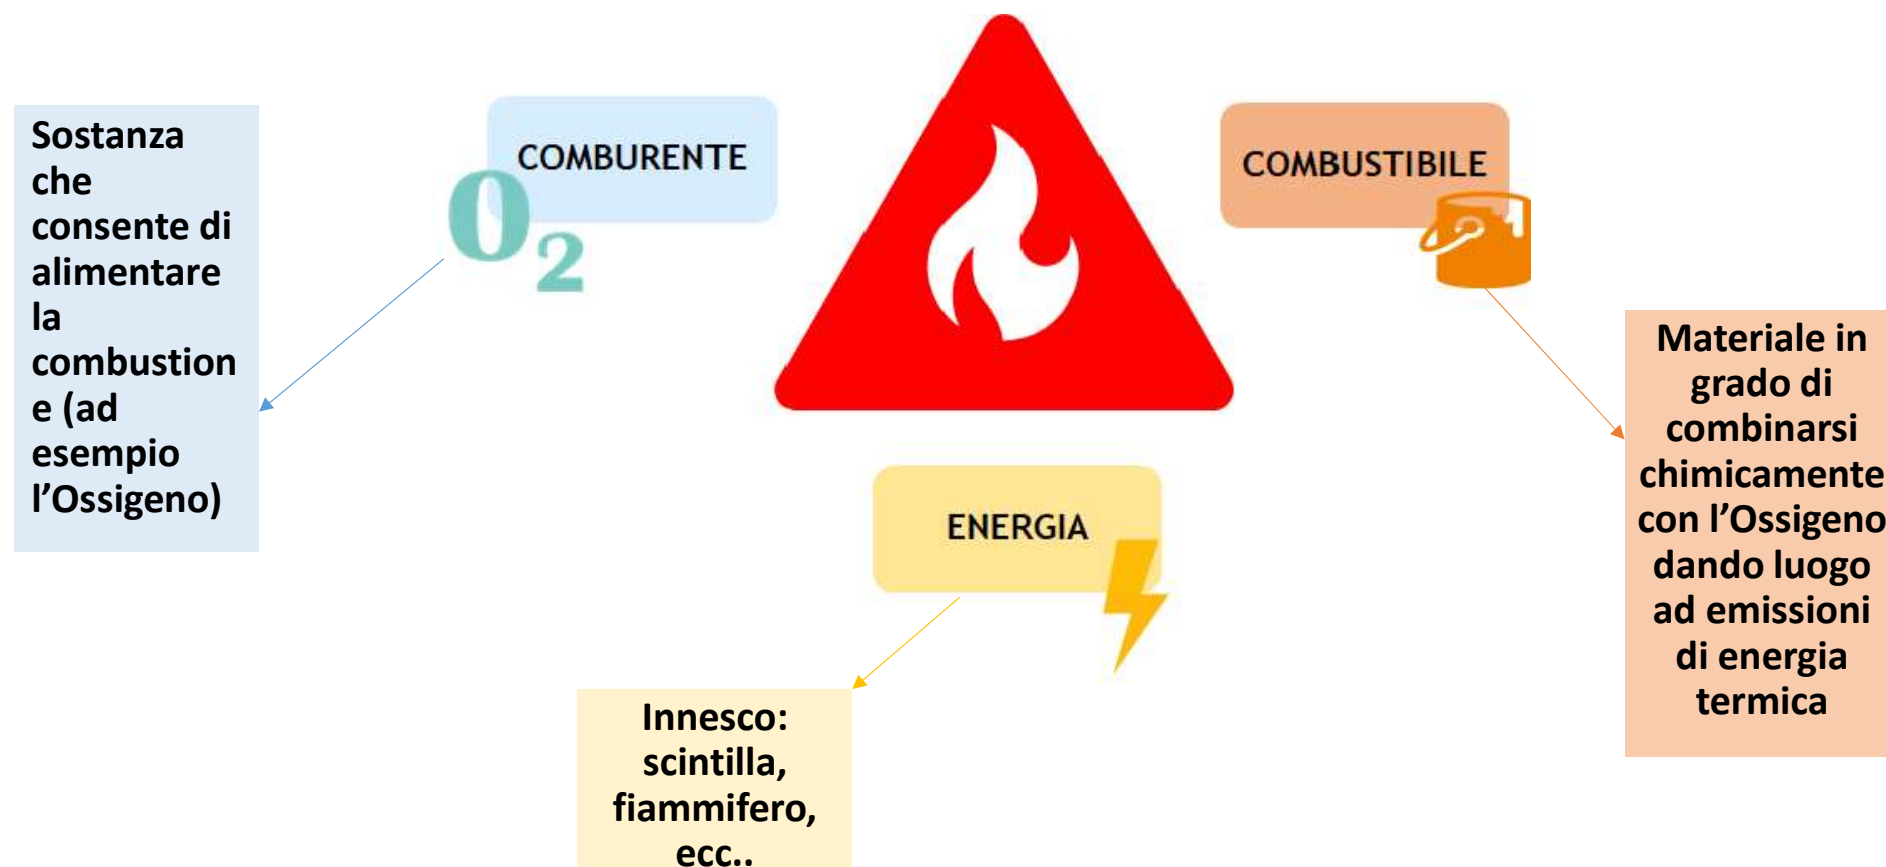 Sostanza
che
consente di
alimentare
la
combustion
e (ad
esempio
l’Ossigeno)
COMBURENTE
O2
COMBUSTIBILE
Materiale in
grado di
combinarsi
chimicamente
con l’Ossigeno
dando luogo
ad emissioni
di energia
termica
ENERGIA
Innesco:
scintilla,
fiammifero,
ecc..